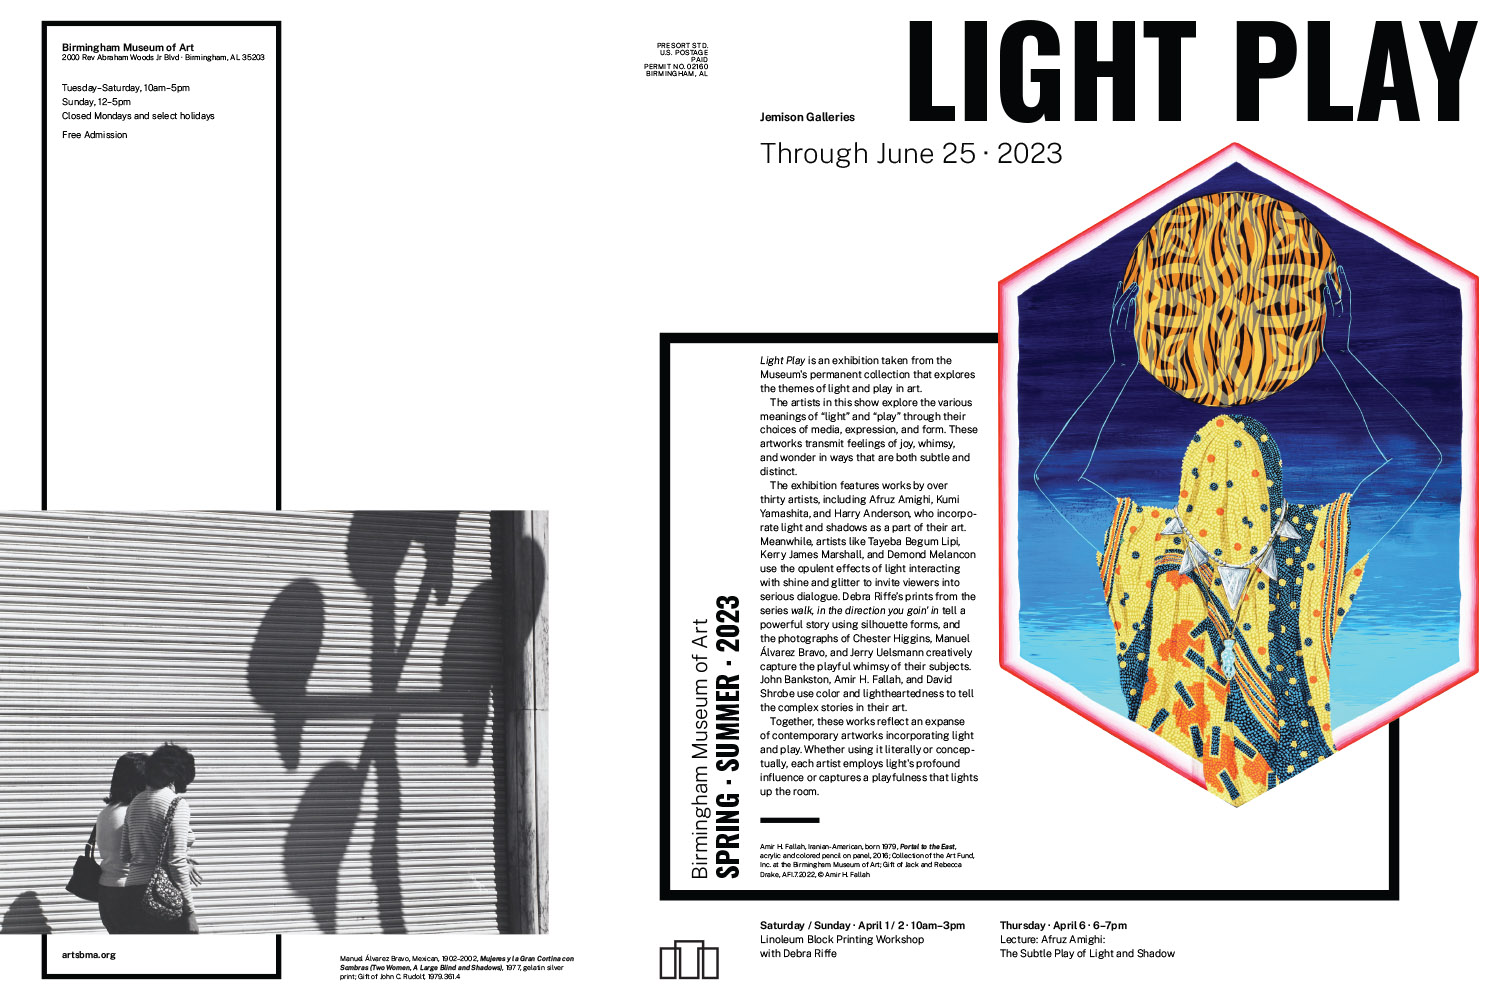 Birmingham Museum of Art
2000 Rev Abraham Woods Jr Blvd · Birmingham, AL 35203
Tuesday–Saturday, 10am–5pm
Sunday, 12–5pm
Closed Mondays and select holidays
Free Admission
artsbma.org
Manuel Álvarez Bravo, Mexican, 1902–2002, Mujeres y la Gran Cortina con
Sombras (Two Women, A Large Blind and Shadows), 1977, gelatin silver
print; Gift of John C. Rudolf, 1979.361.4
PRESORT STD.
U.S. POSTAGE
PAID
PERMIT NO. 02160
BIRMINGHAM, AL
LIGHT PLAY
Jemison Galleries
Through June 25 · 2023
Birmingham Museum of Art
SPRING · SUMMER · 2023
Light Play is an exhibition taken from the
Museum's permanent collection that explores
the themes of light and play in art.
The artists in this show explore the various
meanings of “light” and “play” through their
choices of media, expression, and form. These
artworks transmit feelings of joy, whimsy,
and wonder in ways that are both subtle and
distinct.
The exhibition features works by over
thirty artists, including Afruz Amighi, Kumi
Yamashita, and Harry Anderson, who incorpo-
rate light and shadows as a part of their art.
Meanwhile, artists like Tayeba Begum Lipi,
Kerry James Marshall, and Demond Melancon
use the opulent effects of light interacting
with shine and glitter to invite viewers into
serious dialogue. Debra Riffe's prints from the
series walk, in the direction you goin' in tell a
powerful story using silhouette forms, and
the photographs of Chester Higgins, Manuel
Álvarez Bravo, and Jerry Uelsmann creatively
capture the playful whimsy of their subjects.
John Bankston, Amir H. Fallah, and David
Shrobe use color and lightheartedness to tell
the complex stories in their art.
Together, these works reflect an expanse
of contemporary artworks incorporating light
and play. Whether using it literally or concep-
tually, each artist employs light's profound
influence or captures a playfulness that lights
up the room.
Amir H. Fallah, Iranian-American, born 1979, Portal to the East,
acrylic and colored pencil on panel, 2016; Collection of the Art Fund,
Inc. at the Birmingham Museum of Art; Gift of Jack and Rebecca
Drake, AFI.7.2022, © Amir H. Fallah
Saturday / Sunday · April 1 / 2 · 10am–3pm
Linoleum Block Printing Workshop
with Debra Riffe
Thursday · April 6 · 6–7pm
Lecture: Afruz Amighi:
The Subtle Play of Light and Shadow